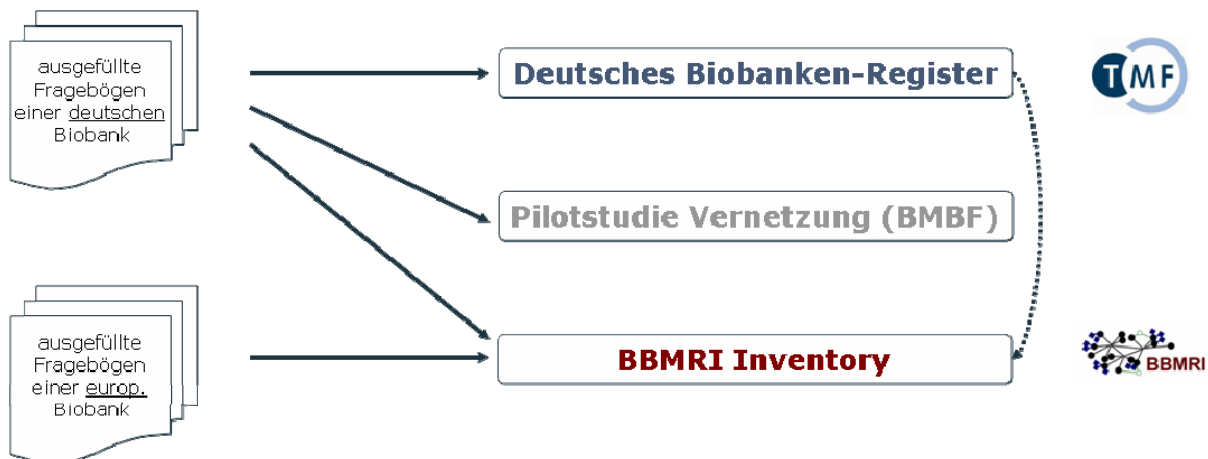 ausgefüllte
Fragebögen
einer deutschen
Biobank
Deutsches Biobanken-Register
TMF
Pilotstudie Vernetzung (BMBF)
ausgefüllte
Fragebögen
einer europ.
Biobank
BBMRI Inventory
BBMRI